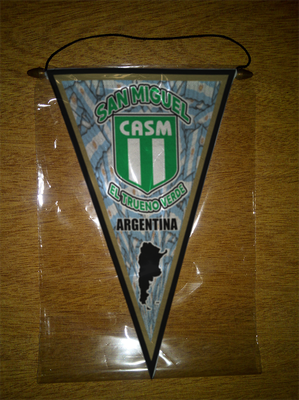 SAN MIGUEL
CASM
EL TRUENO VERDE
ARGENTINA